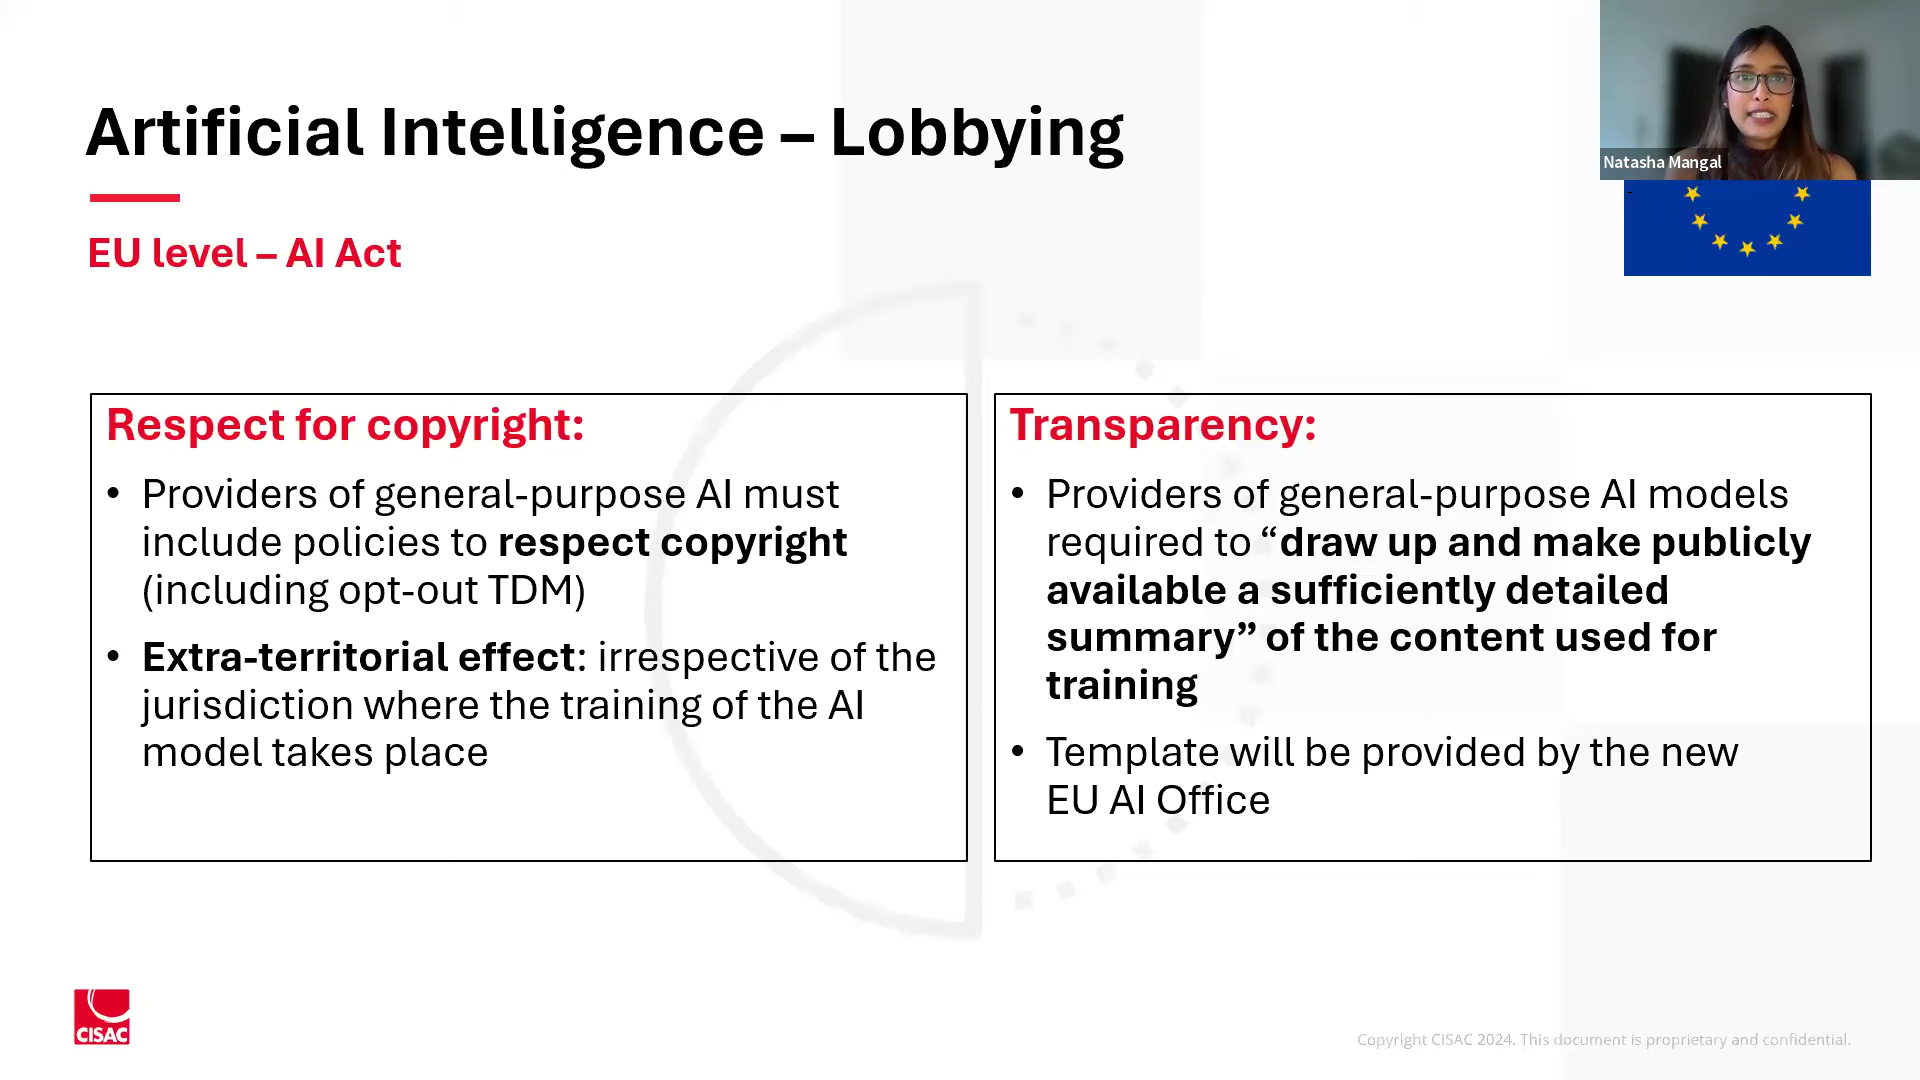 Artificial Intelligence – Lobbying
Natasha Mangal
EU level – AI Act
Respect for copyright:
• Providers of general-purpose AI must
include policies to respect copyright
(including opt-out TDM)
• Extra-territorial effect: irrespective of the
jurisdiction where the training of the AI
model takes place
Transparency:
• Providers of general-purpose AI models
required to “draw up and make publicly
available a sufficiently detailed
summary” of the content used for
training
• Template will be provided by the new
EU AI Office
CISAC
Copyright CISAC 2024. This document is proprietary and confidential.